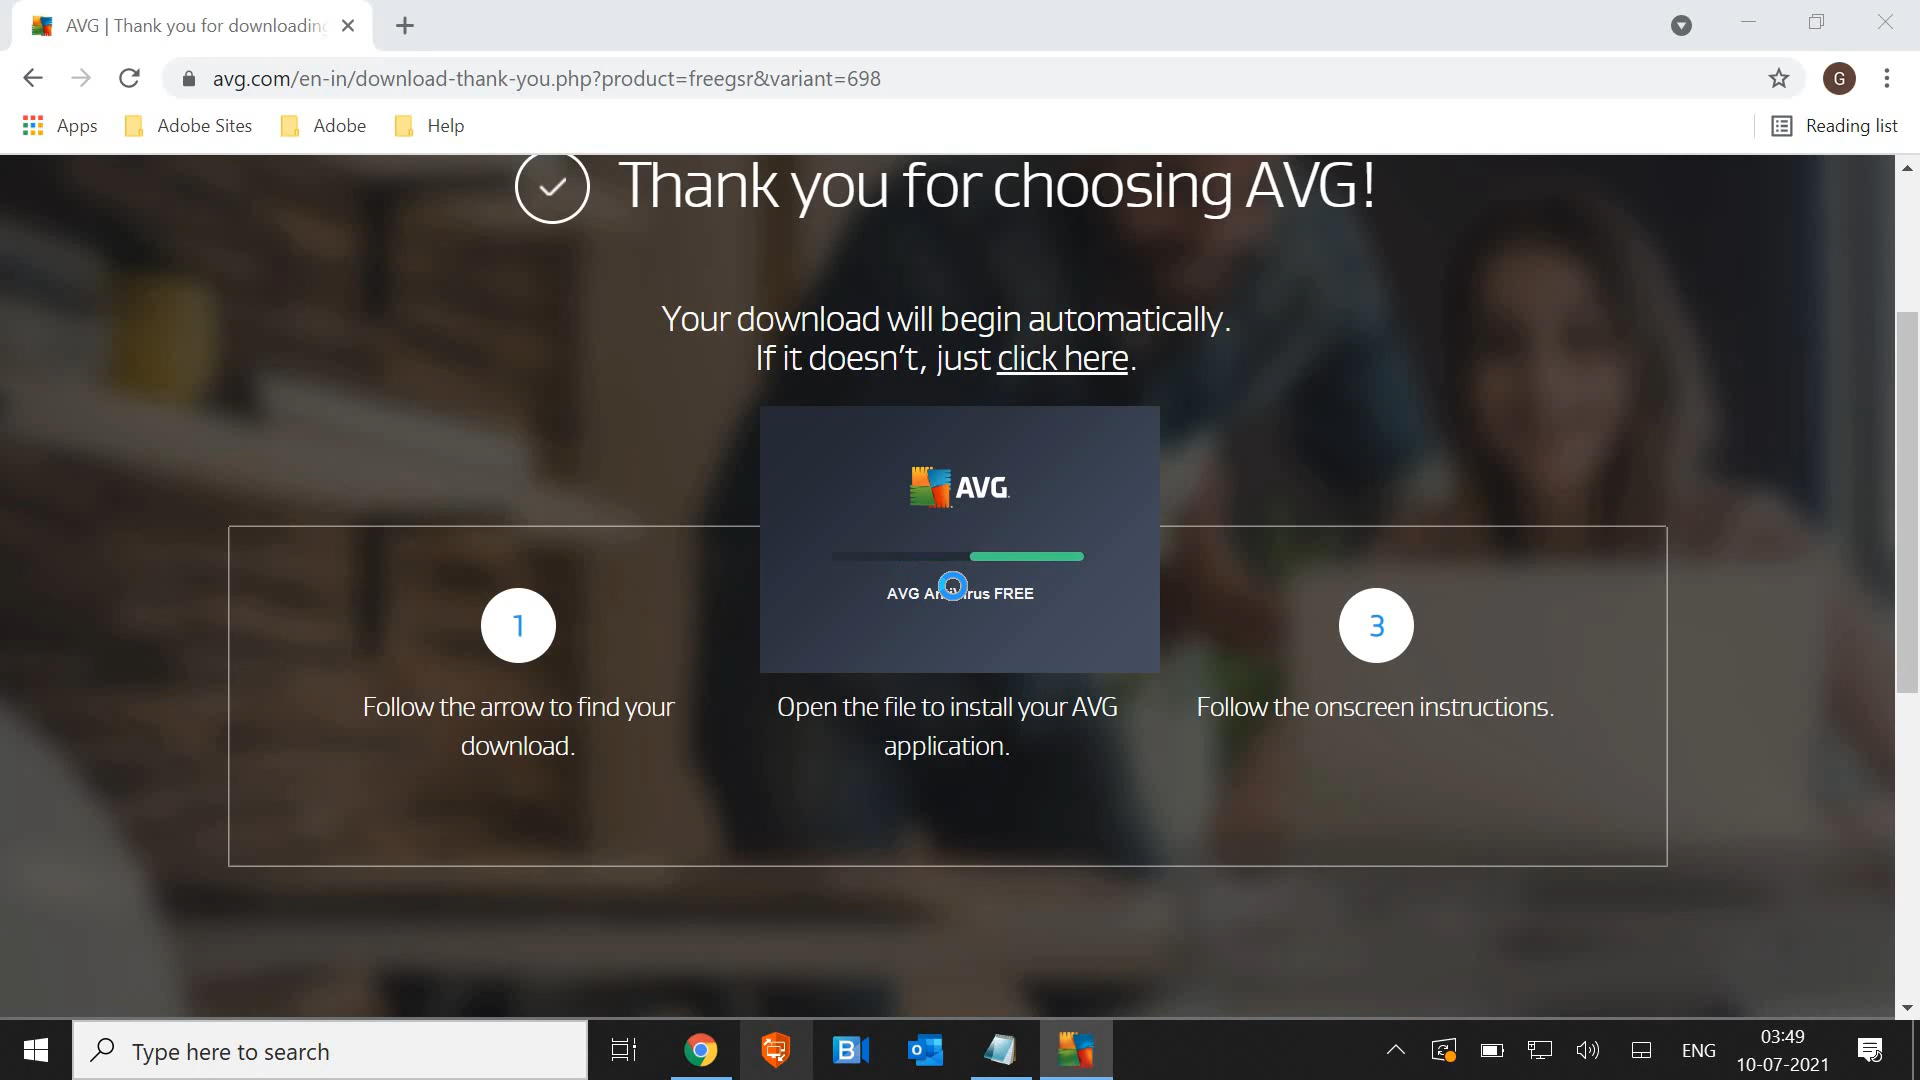 AVG | Thank you for downloading
avg.com/en-in/download-thank-you.php?product=freegsr&variant=698
G
Apps
Adobe Sites
Adobe
Help
Reading list
Thank you for choosing AVG!
Your download will begin automatically.
If it doesn't, just click here.
AVG
AVG AntiVirus FREE
1
3
Follow the arrow to find your
download.
Open the file to install your AVG
application.
Follow the onscreen instructions.
Type here to search
B
o
ENG
03:49
10-07-2021